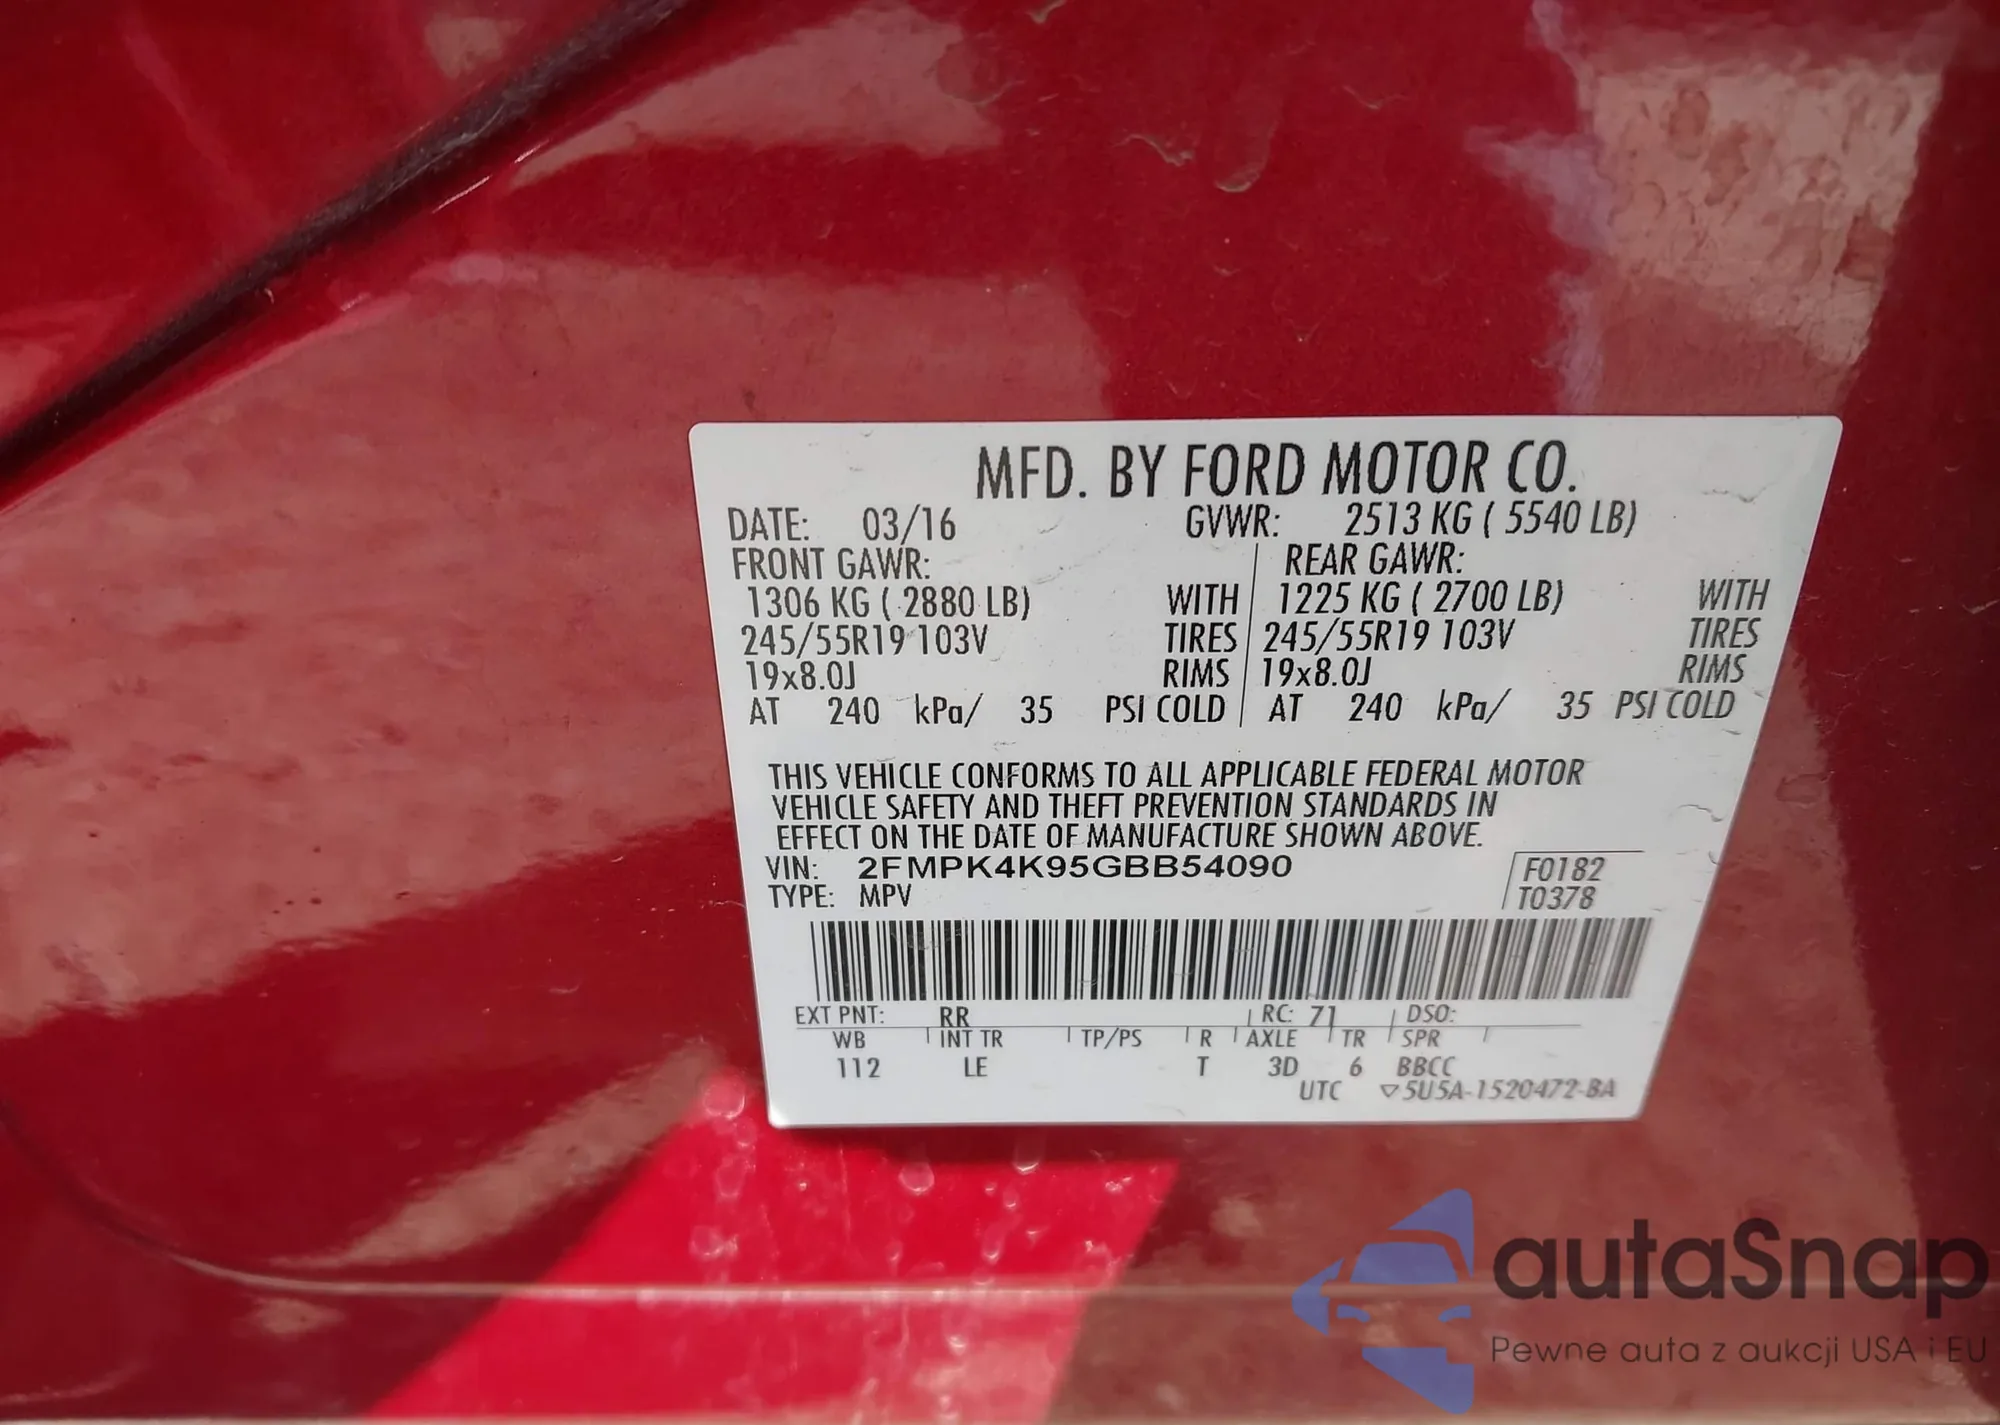 MFD. BY FORD MOTOR CO.
DATE: 03/16 GVWR: 2513 KG ( 5540 LB)
FRONT GAWR: REAR GAWR:
1306 KG ( 2880 LB) WITH 1225 KG ( 2700 LB) WITH
245/55R19 103V TIRES 245/55R19 103V TIRES
19x8.0J RIMS 19x8.0J RIMS
AT 240 kPa/ 35 PSI COLD AT 240 kPa/ 35 PSI COLD
THIS VEHICLE CONFORMS TO ALL APPLICABLE FEDERAL MOTOR
VEHICLE SAFETY AND THEFT PREVENTION STANDARDS IN
EFFECT ON THE DATE OF MANUFACTURE SHOWN ABOVE.
VIN: 2FMPK4K95GBB54090 F0182
TYPE: MPV T0378
EXT PNT: RR RC: 71 DSO:
WB INT TR TP/PS R AXLE TR SPR
112 LE T 3D 6 BBCC
UTC ▽5U5A-1520472-BA
autaSnap
Pewne auta z aukcji USA i EU